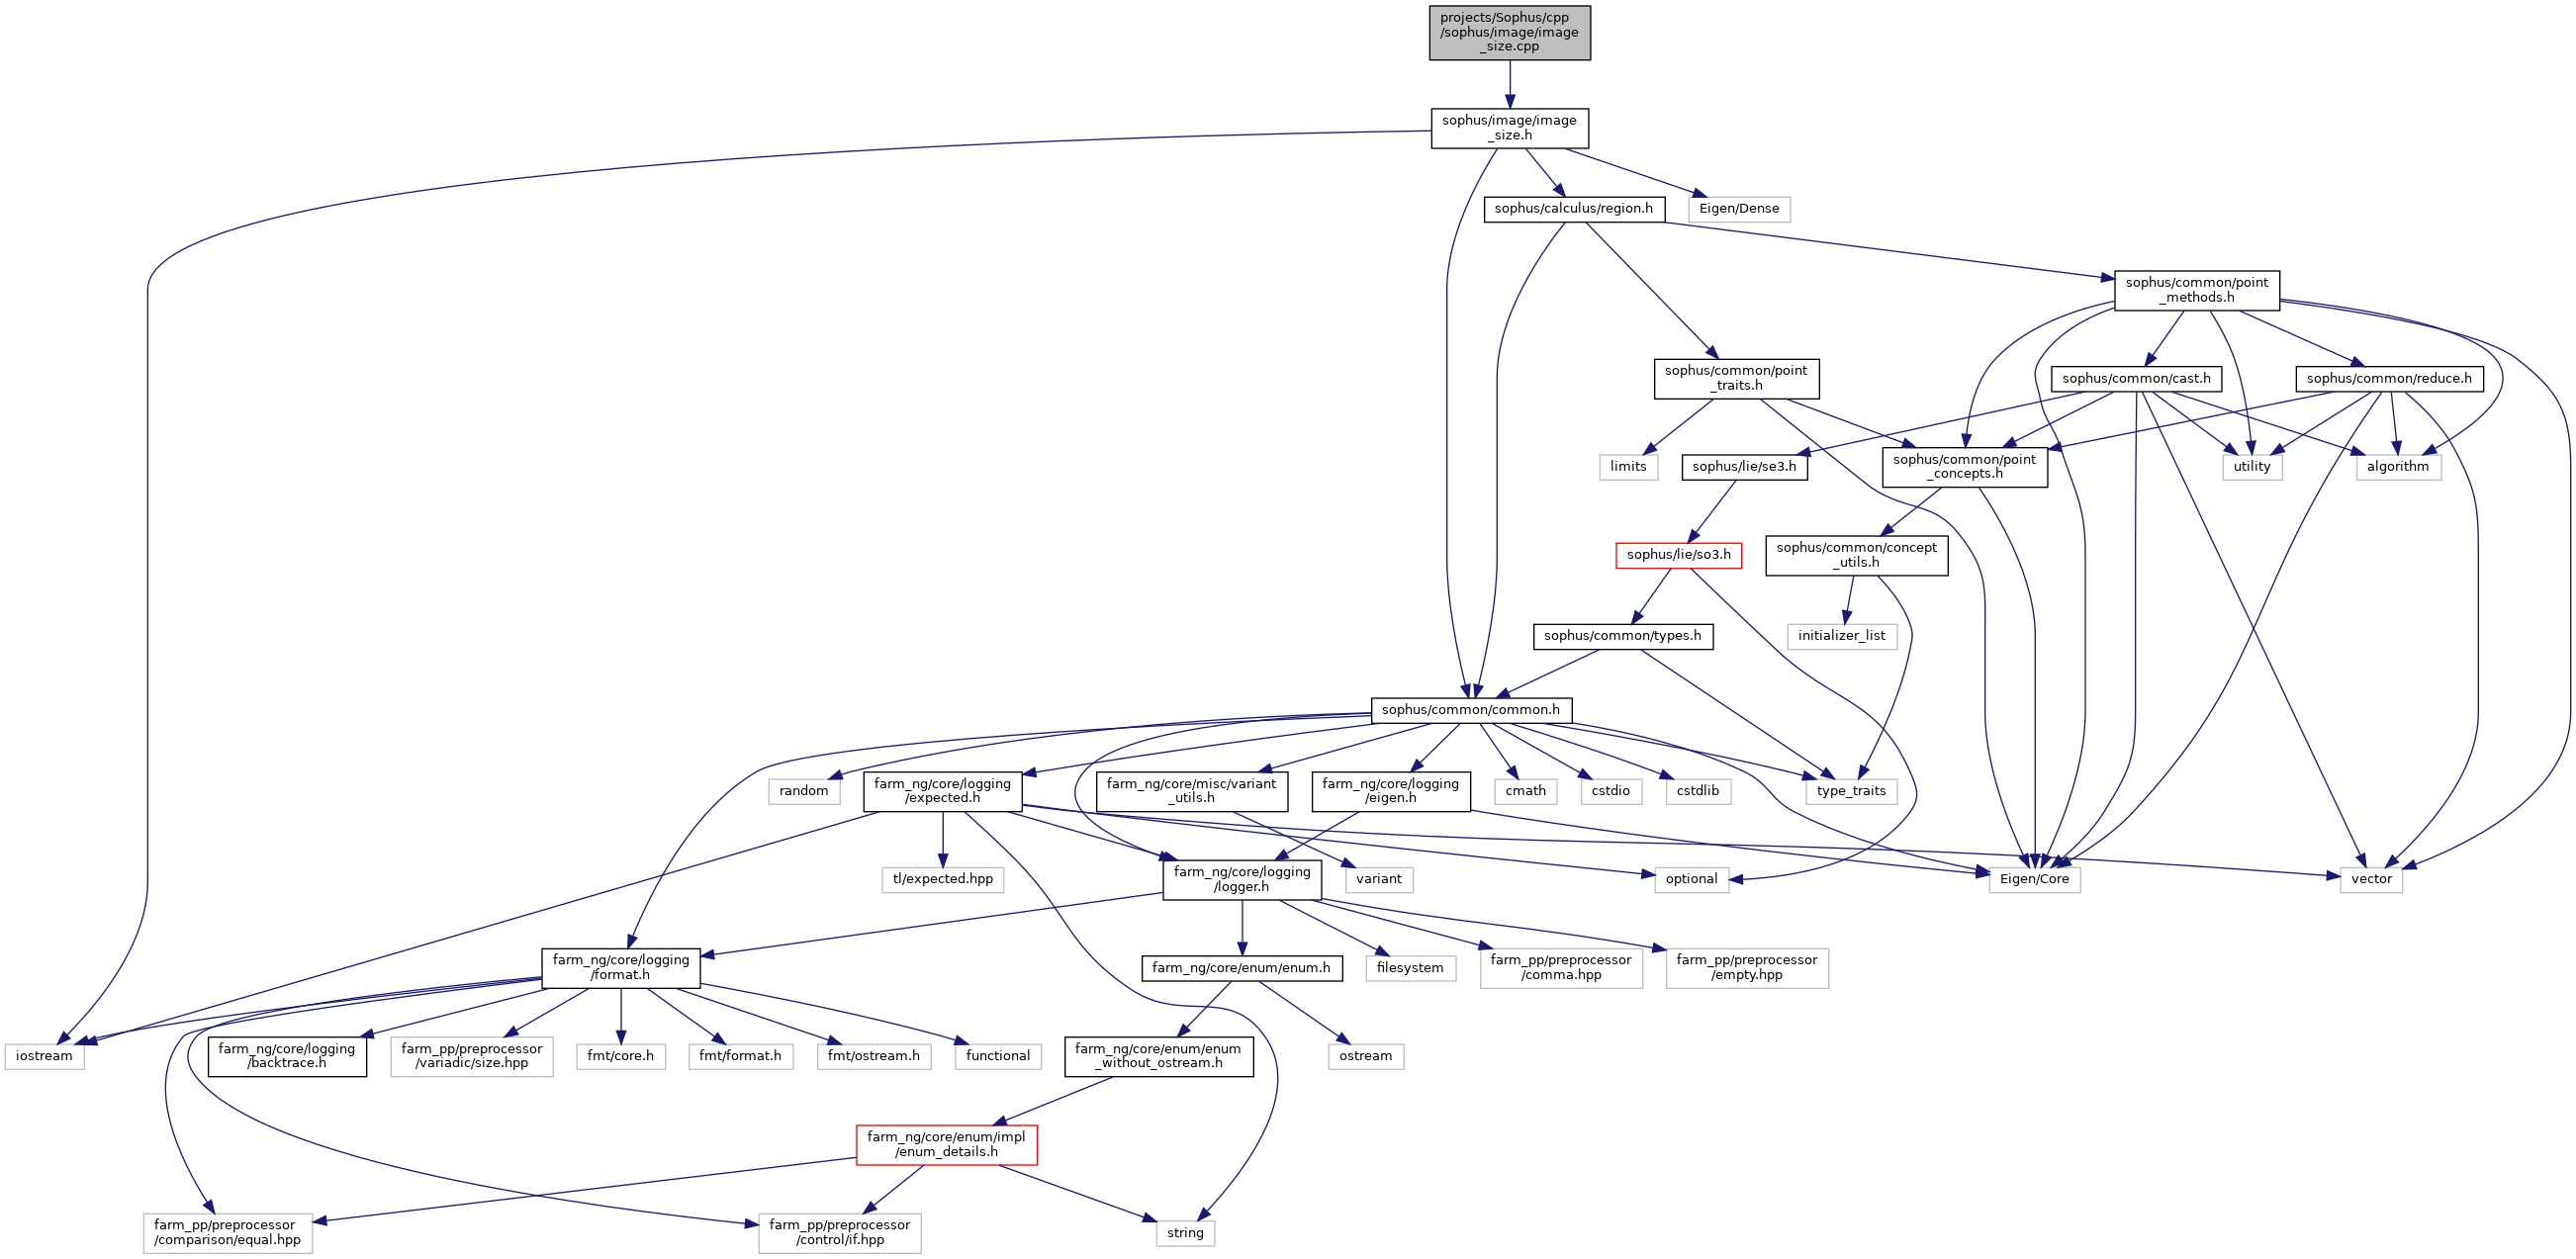 projects/Sophus/cpp
/sophus/image/image
_size.cpp
sophus/image/image
_size.h
sophus/calculus/region.h
Eigen/Dense
sophus/common/point
_methods.h
sophus/common/point
_traits.h
sophus/common/cast.h
sophus/common/reduce.h
limits
sophus/lie/se3.h
sophus/common/point
_concepts.h
utility
algorithm
sophus/lie/so3.h
sophus/common/concept
_utils.h
sophus/common/types.h
initializer_list
sophus/common/common.h
random
farm_ng/core/logging
/expected.h
farm_ng/core/misc/variant
_utils.h
farm_ng/core/logging
/eigen.h
cmath
cstdio
cstdlib
type_traits
tl/expected.hpp
farm_ng/core/logging
/logger.h
variant
optional
Eigen/Core
vector
farm_ng/core/logging
/format.h
farm_ng/core/enum/enum.h
filesystem
farm_pp/preprocessor
/comma.hpp
farm_pp/preprocessor
/empty.hpp
iostream
farm_ng/core/logging
/backtrace.h
farm_pp/preprocessor
/variadic/size.hpp
fmt/core.h
fmt/format.h
fmt/ostream.h
functional
farm_ng/core/enum/enum
_without_ostream.h
ostream
farm_ng/core/enum/impl
/enum_details.h
farm_pp/preprocessor
/comparison/equal.hpp
farm_pp/preprocessor
/control/if.hpp
string